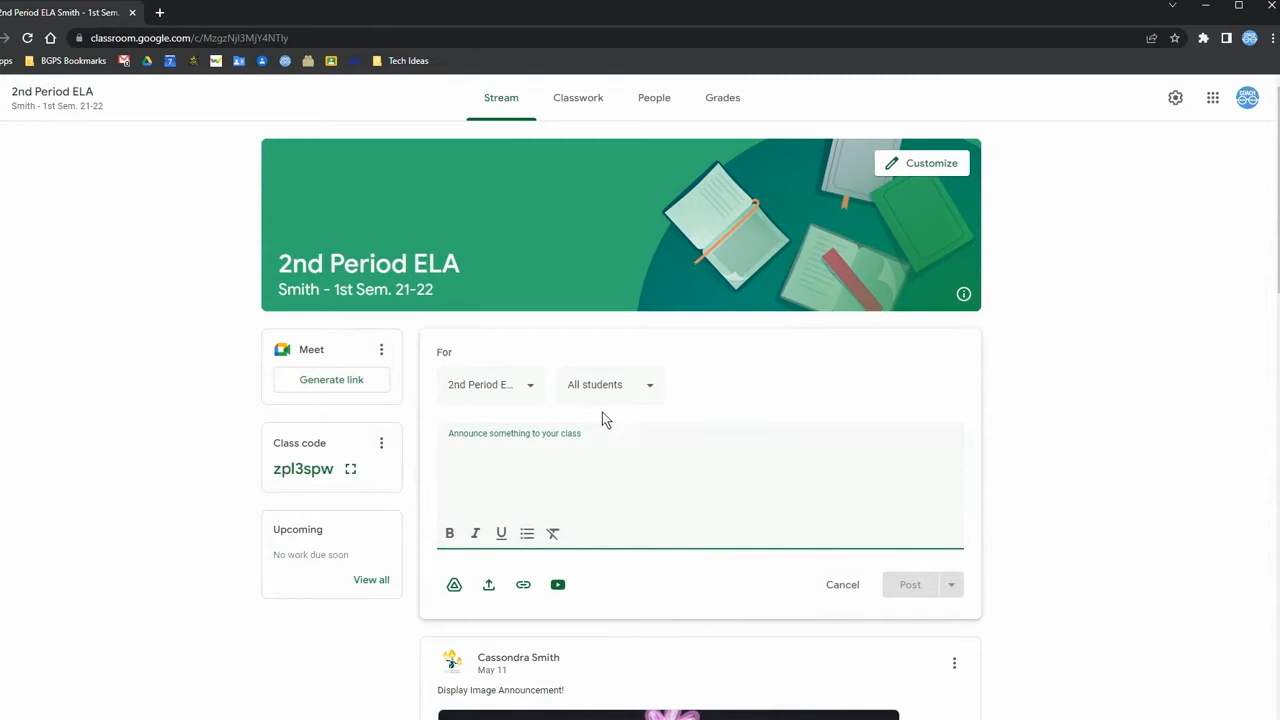 2nd Period ELA Smith - 1st Sem.
classroom.google.com/c/MzgzNjI3MjY4NTIy
BGPS Bookmarks
Tech Ideas
2nd Period ELA
Smith - 1st Sem. 21-22
Stream
Classwork
People
Grades
Customize
2nd Period ELA
Smith - 1st Sem. 21-22
Meet
Generate link
Class code
zpl3spw
Upcoming
No work due soon
View all
For
2nd Period E...
All students
Announce something to your class
B I U
Cancel
Post
Cassondra Smith
May 11
Display Image Announcement!